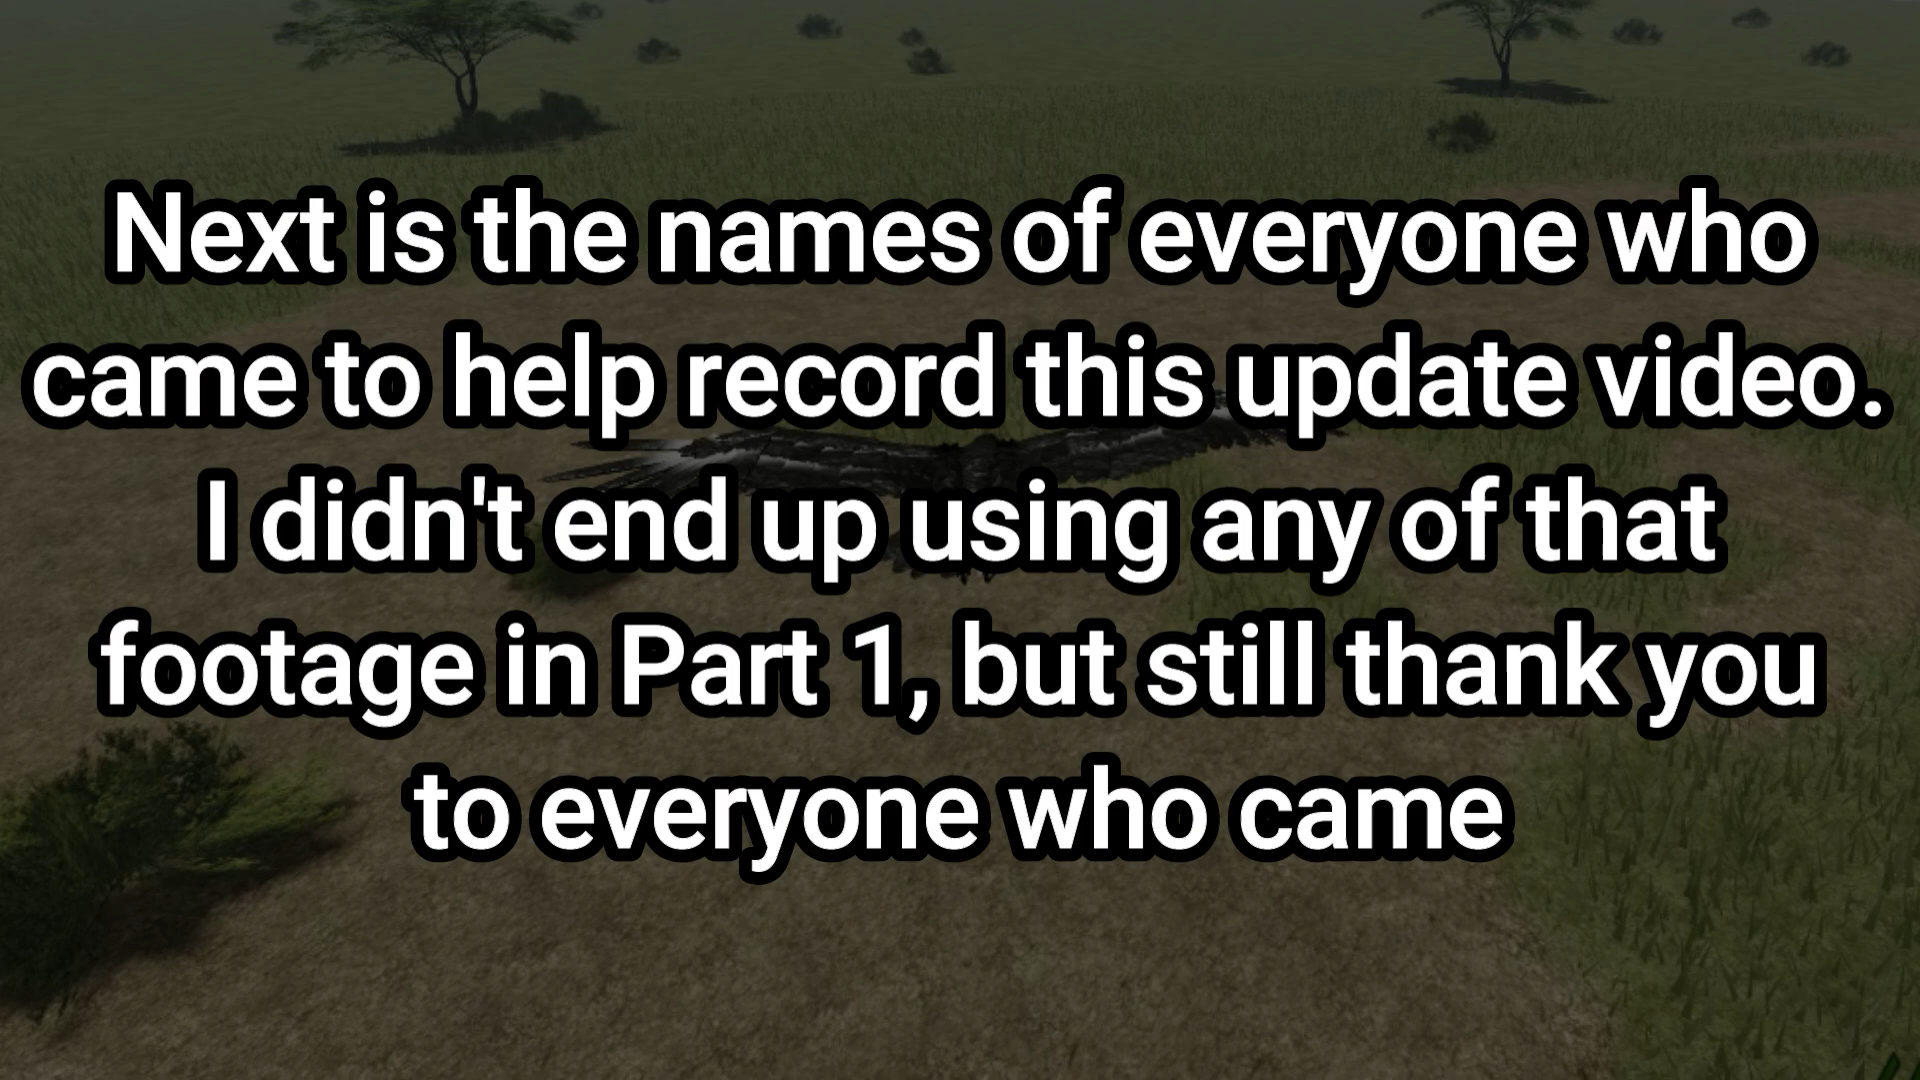 Next is the names of everyone who
came to help record this update video.
I didn't end up using any of that
footage in Part 1, but still thank you
to everyone who came